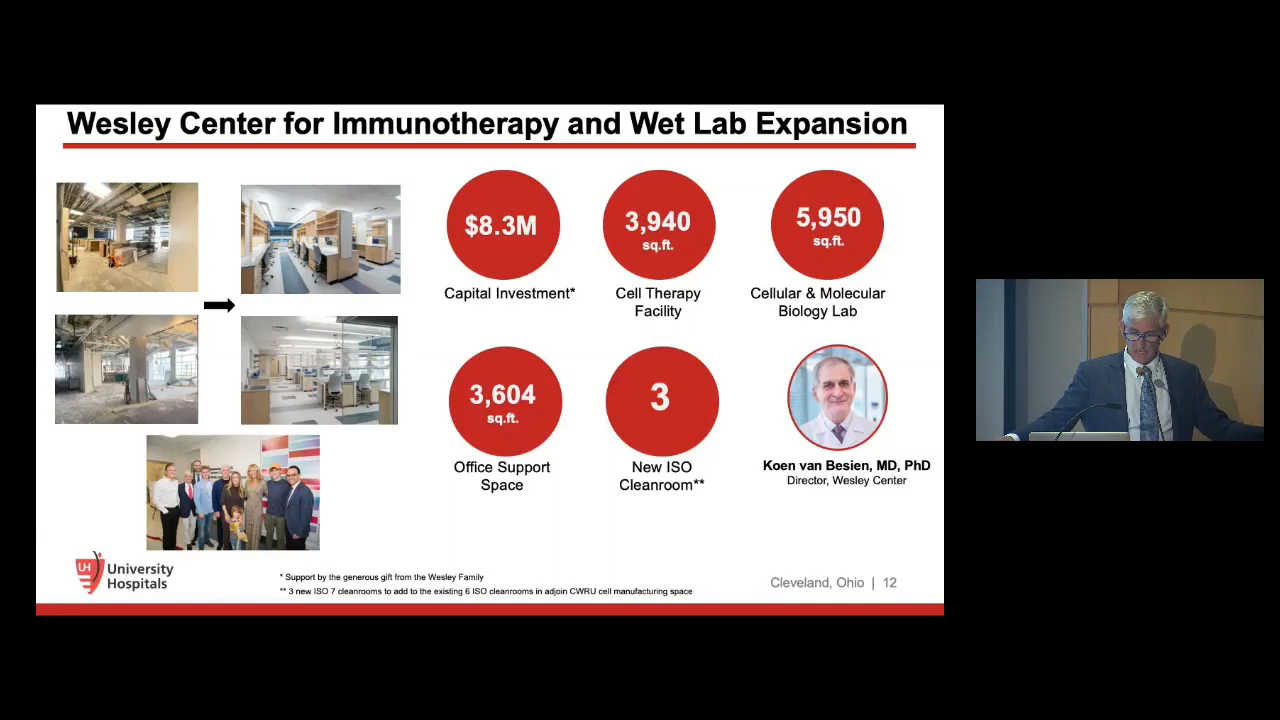 Wesley Center for Immunotherapy and Wet Lab Expansion
$8.3M
Capital Investment*
3,940
sq.ft.
Cell Therapy
Facility
5,950
sq.ft.
Cellular & Molecular
Biology Lab
3,604
sq.ft.
Office Support
Space
3
New ISO
Cleanroom**
Koen van Besien, MD, PhD
Director, Wesley Center
UH
University
Hospitals
* Support by the generous gift from the Wesley Family
** 3 new ISO 7 cleanrooms to add to the existing 6 ISO cleanrooms in adjoin CWRU cell manufacturing space
Cleveland, Ohio | 12